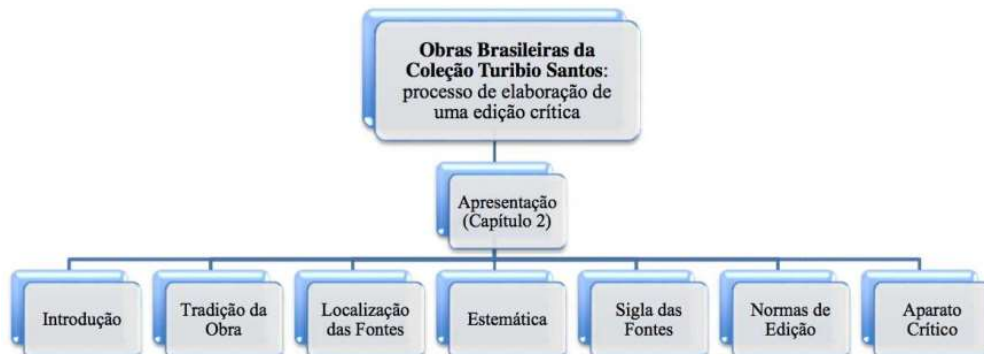 Obras Brasileiras da
Coleção Turibio Santos:
processo de elaboração de
uma edição crítica
Apresentação
(Capítulo 2)
Introdução
Tradição da
Obra
Localização
das Fontes
Estemática
Sigla das
Fontes
Normas de
Edição
Aparato
Crítico